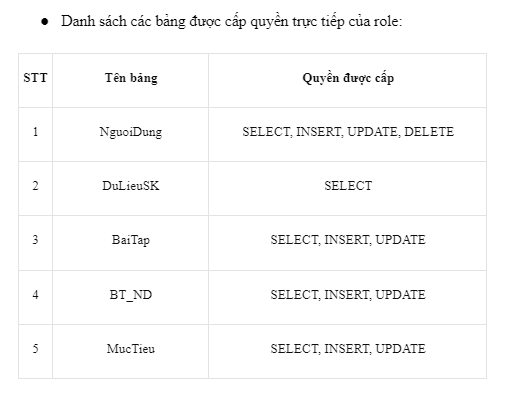 ● Danh sách các bảng được cấp quyền trực tiếp của role:
STT Tên bảng Quyền được cấp
1 NguoiDung SELECT, INSERT, UPDATE, DELETE
2 DuLieuSK SELECT
3 BaiTap SELECT, INSERT, UPDATE
4 BT_ND SELECT, INSERT, UPDATE
5 MucTieu SELECT, INSERT, UPDATE